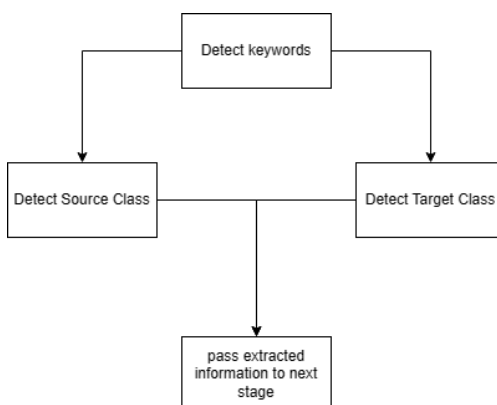 Detect keywords
Detect Source Class
Detect Target Class
pass extracted
information to next
stage